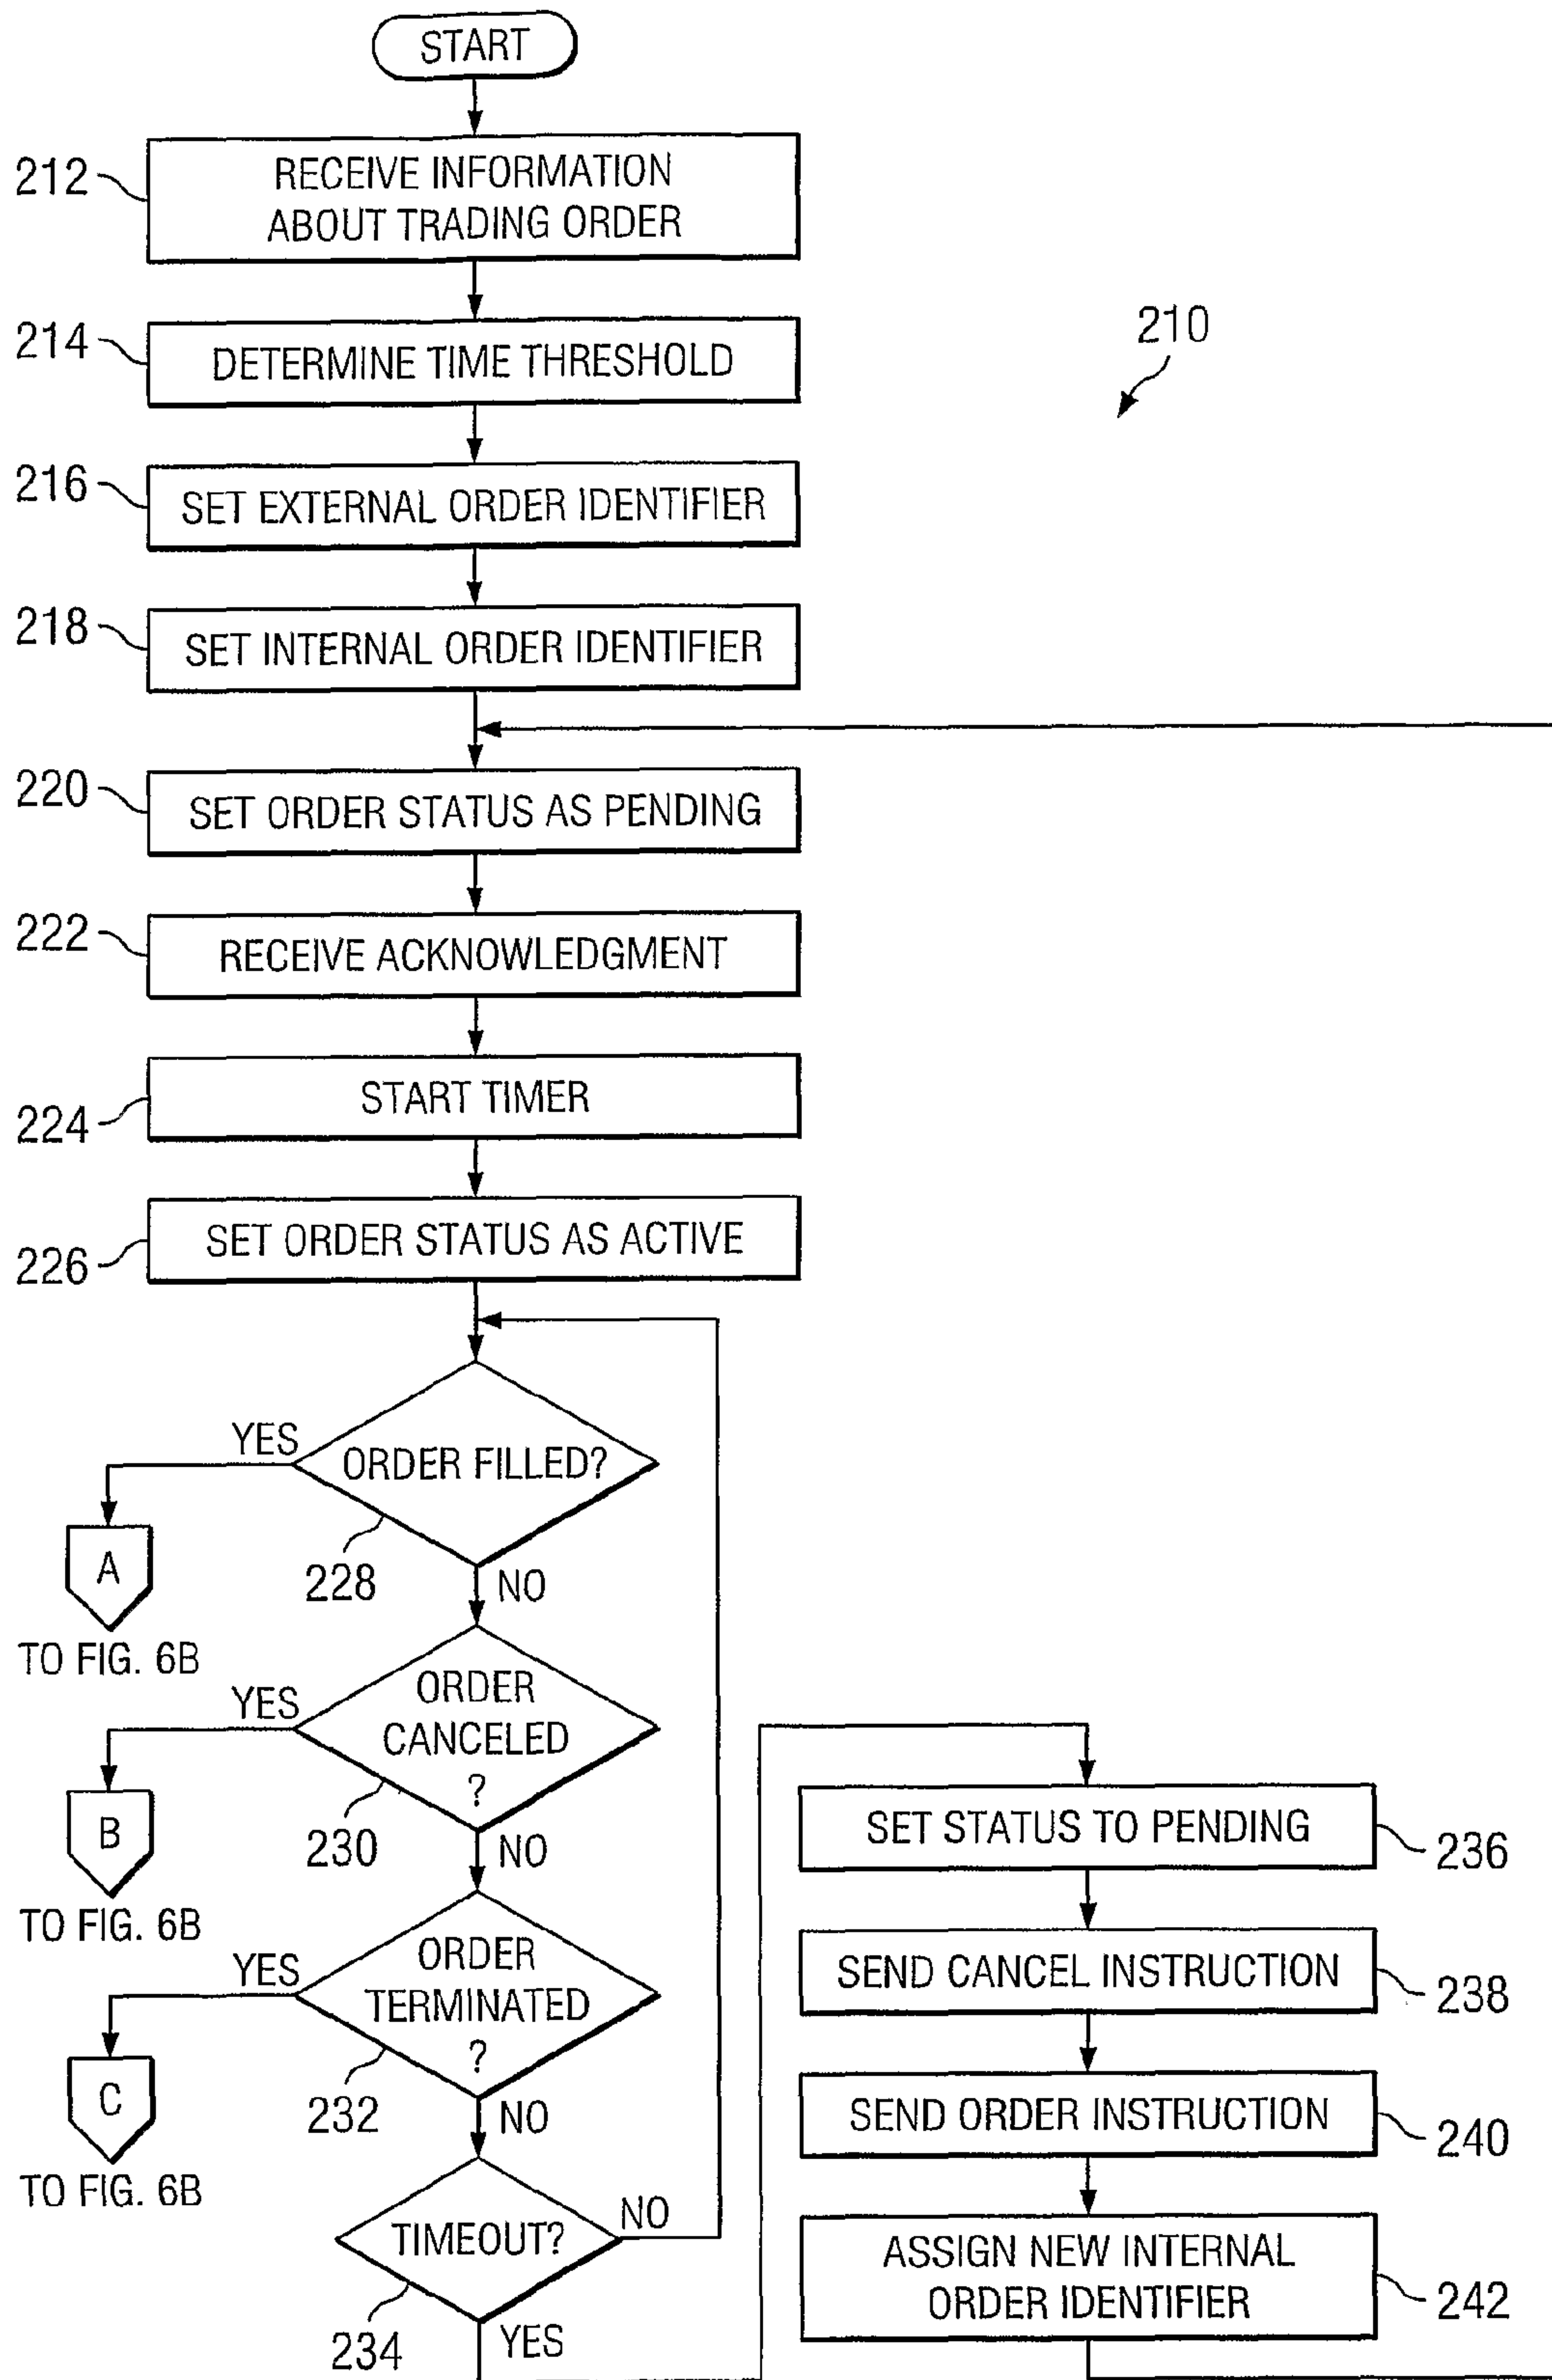 START
212
RECEIVE INFORMATION
ABOUT TRADING ORDER
210
214
DETERMINE TIME THRESHOLD
216
SET EXTERNAL ORDER IDENTIFIER
218
SET INTERNAL ORDER IDENTIFIER
220
SET ORDER STATUS AS PENDING
222
RECEIVE ACKNOWLEDGMENT
224
START TIMER
226
SET ORDER STATUS AS ACTIVE
YES
ORDER FILLED?
A
228
NO
TO FIG. 6B
YES
ORDER
CANCELED
?
B
230
NO
TO FIG. 6B
YES
ORDER
TERMINATED
?
C
232
NO
TO FIG. 6B
TIMEOUT?
NO
234
YES
SET STATUS TO PENDING
236
SEND CANCEL INSTRUCTION
238
SEND ORDER INSTRUCTION
240
ASSIGN NEW INTERNAL
ORDER IDENTIFIER
242